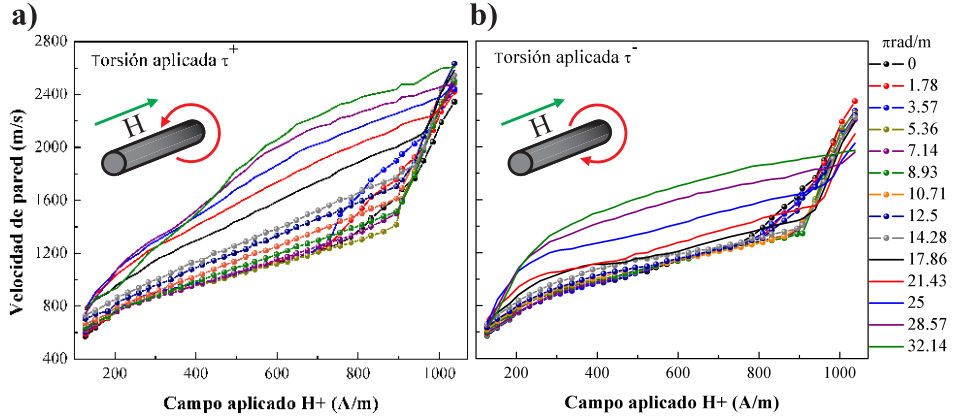 a)
b)
Torsión aplicada τ+
Torsión aplicada τ-
H
H
2800
2400
2000
1600
1200
800
400
Velocidad de pared (m/s)
200 400 600 800 1000
200 400 600 800 1000
Campo aplicado H+ (A/m)
Campo aplicado H+ (A/m)
πrad/m
0
1.78
3.57
5.36
7.14
8.93
10.71
12.5
14.28
17.86
21.43
25
28.57
32.14